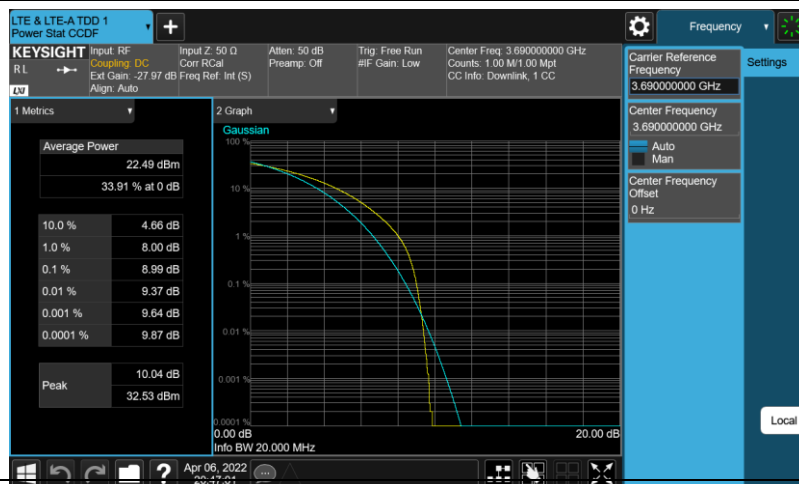 LTE & LTE-A TDD 1
Power Stat CCDF
Frequency
KEYSIGHT
RL
LXI
Input: RF
Coupling: DC
Ext Gain: -27.97 dB
Align: Auto
Input Z: 50 Ω
Corr RCal
Freq Ref: Int (S)
Atten: 50 dB
Preamp: Off
Trig: Free Run
#IF Gain: Low
Center Freq: 3.690000000 GHz
Counts: 1.00 M/1.00 Mpt
CC Info: Downlink, 1 CC
1 Metrics
Average Power
22.49 dBm
33.91 % at 0 dB
10.0 % 4.66 dB
1.0 % 8.00 dB
0.1 % 8.99 dB
0.01 % 9.37 dB
0.001 % 9.64 dB
0.0001 % 9.87 dB
Peak
10.04 dB
32.53 dBm
2 Graph
Gaussian
100 %
10 %
1 %
0.1 %
0.01 %
0.001 %
0.0001 %
0.00 dB 20.00 dB
Info BW 20.000 MHz
Carrier Reference
Frequency
3.690000000 GHz
Center Frequency
3.690000000 GHz
Auto
Man
Center Frequency
Offset
0 Hz
Settings
Local
?
Apr 06, 2022